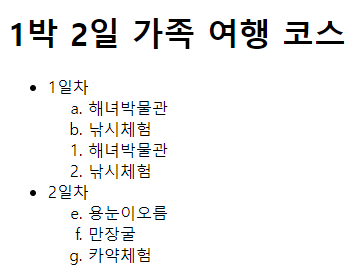 1박 2일 가족 여행 코스
• 1일차
a. 해녀박물관
b. 낚시체험
1. 해녀박물관
2. 낚시체험
• 2일차
e. 용눈이오름
f. 만장굴
g. 카약체험